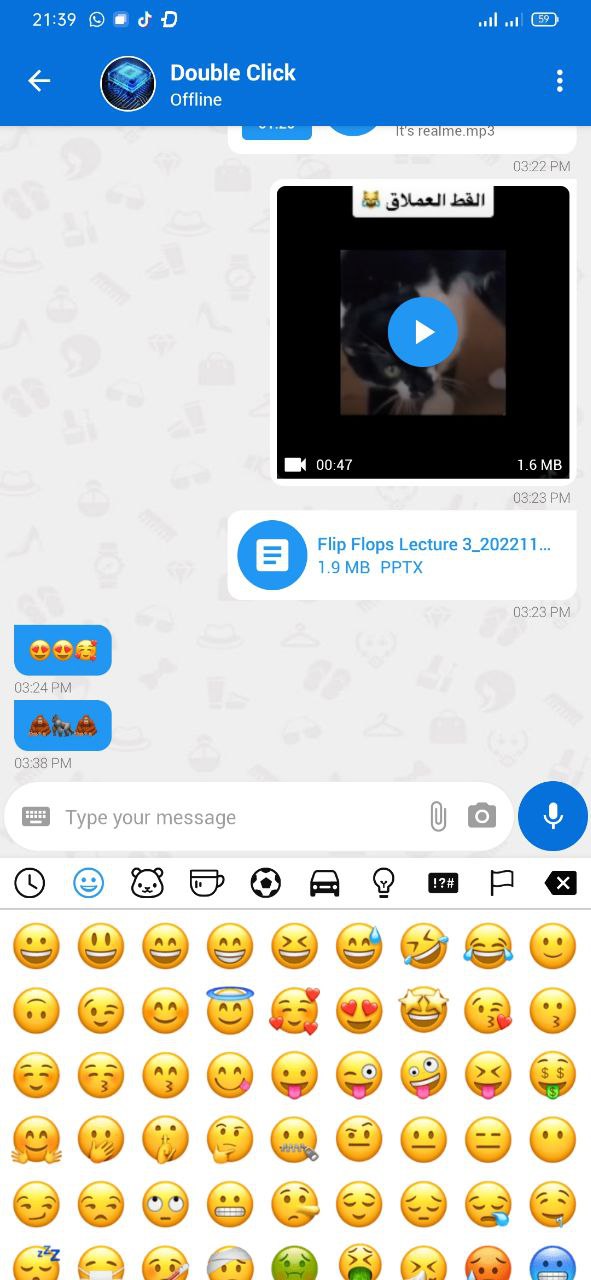 21:39
59
Double Click
Offline
It's realme.mp3
03:22 PM
القط العملاق
00:47
1.6 MB
03:23 PM
Flip Flops Lecture 3_202211...
1.9 MB PPTX
03:23 PM
03:24 PM
03:38 PM
Type your message
!?#